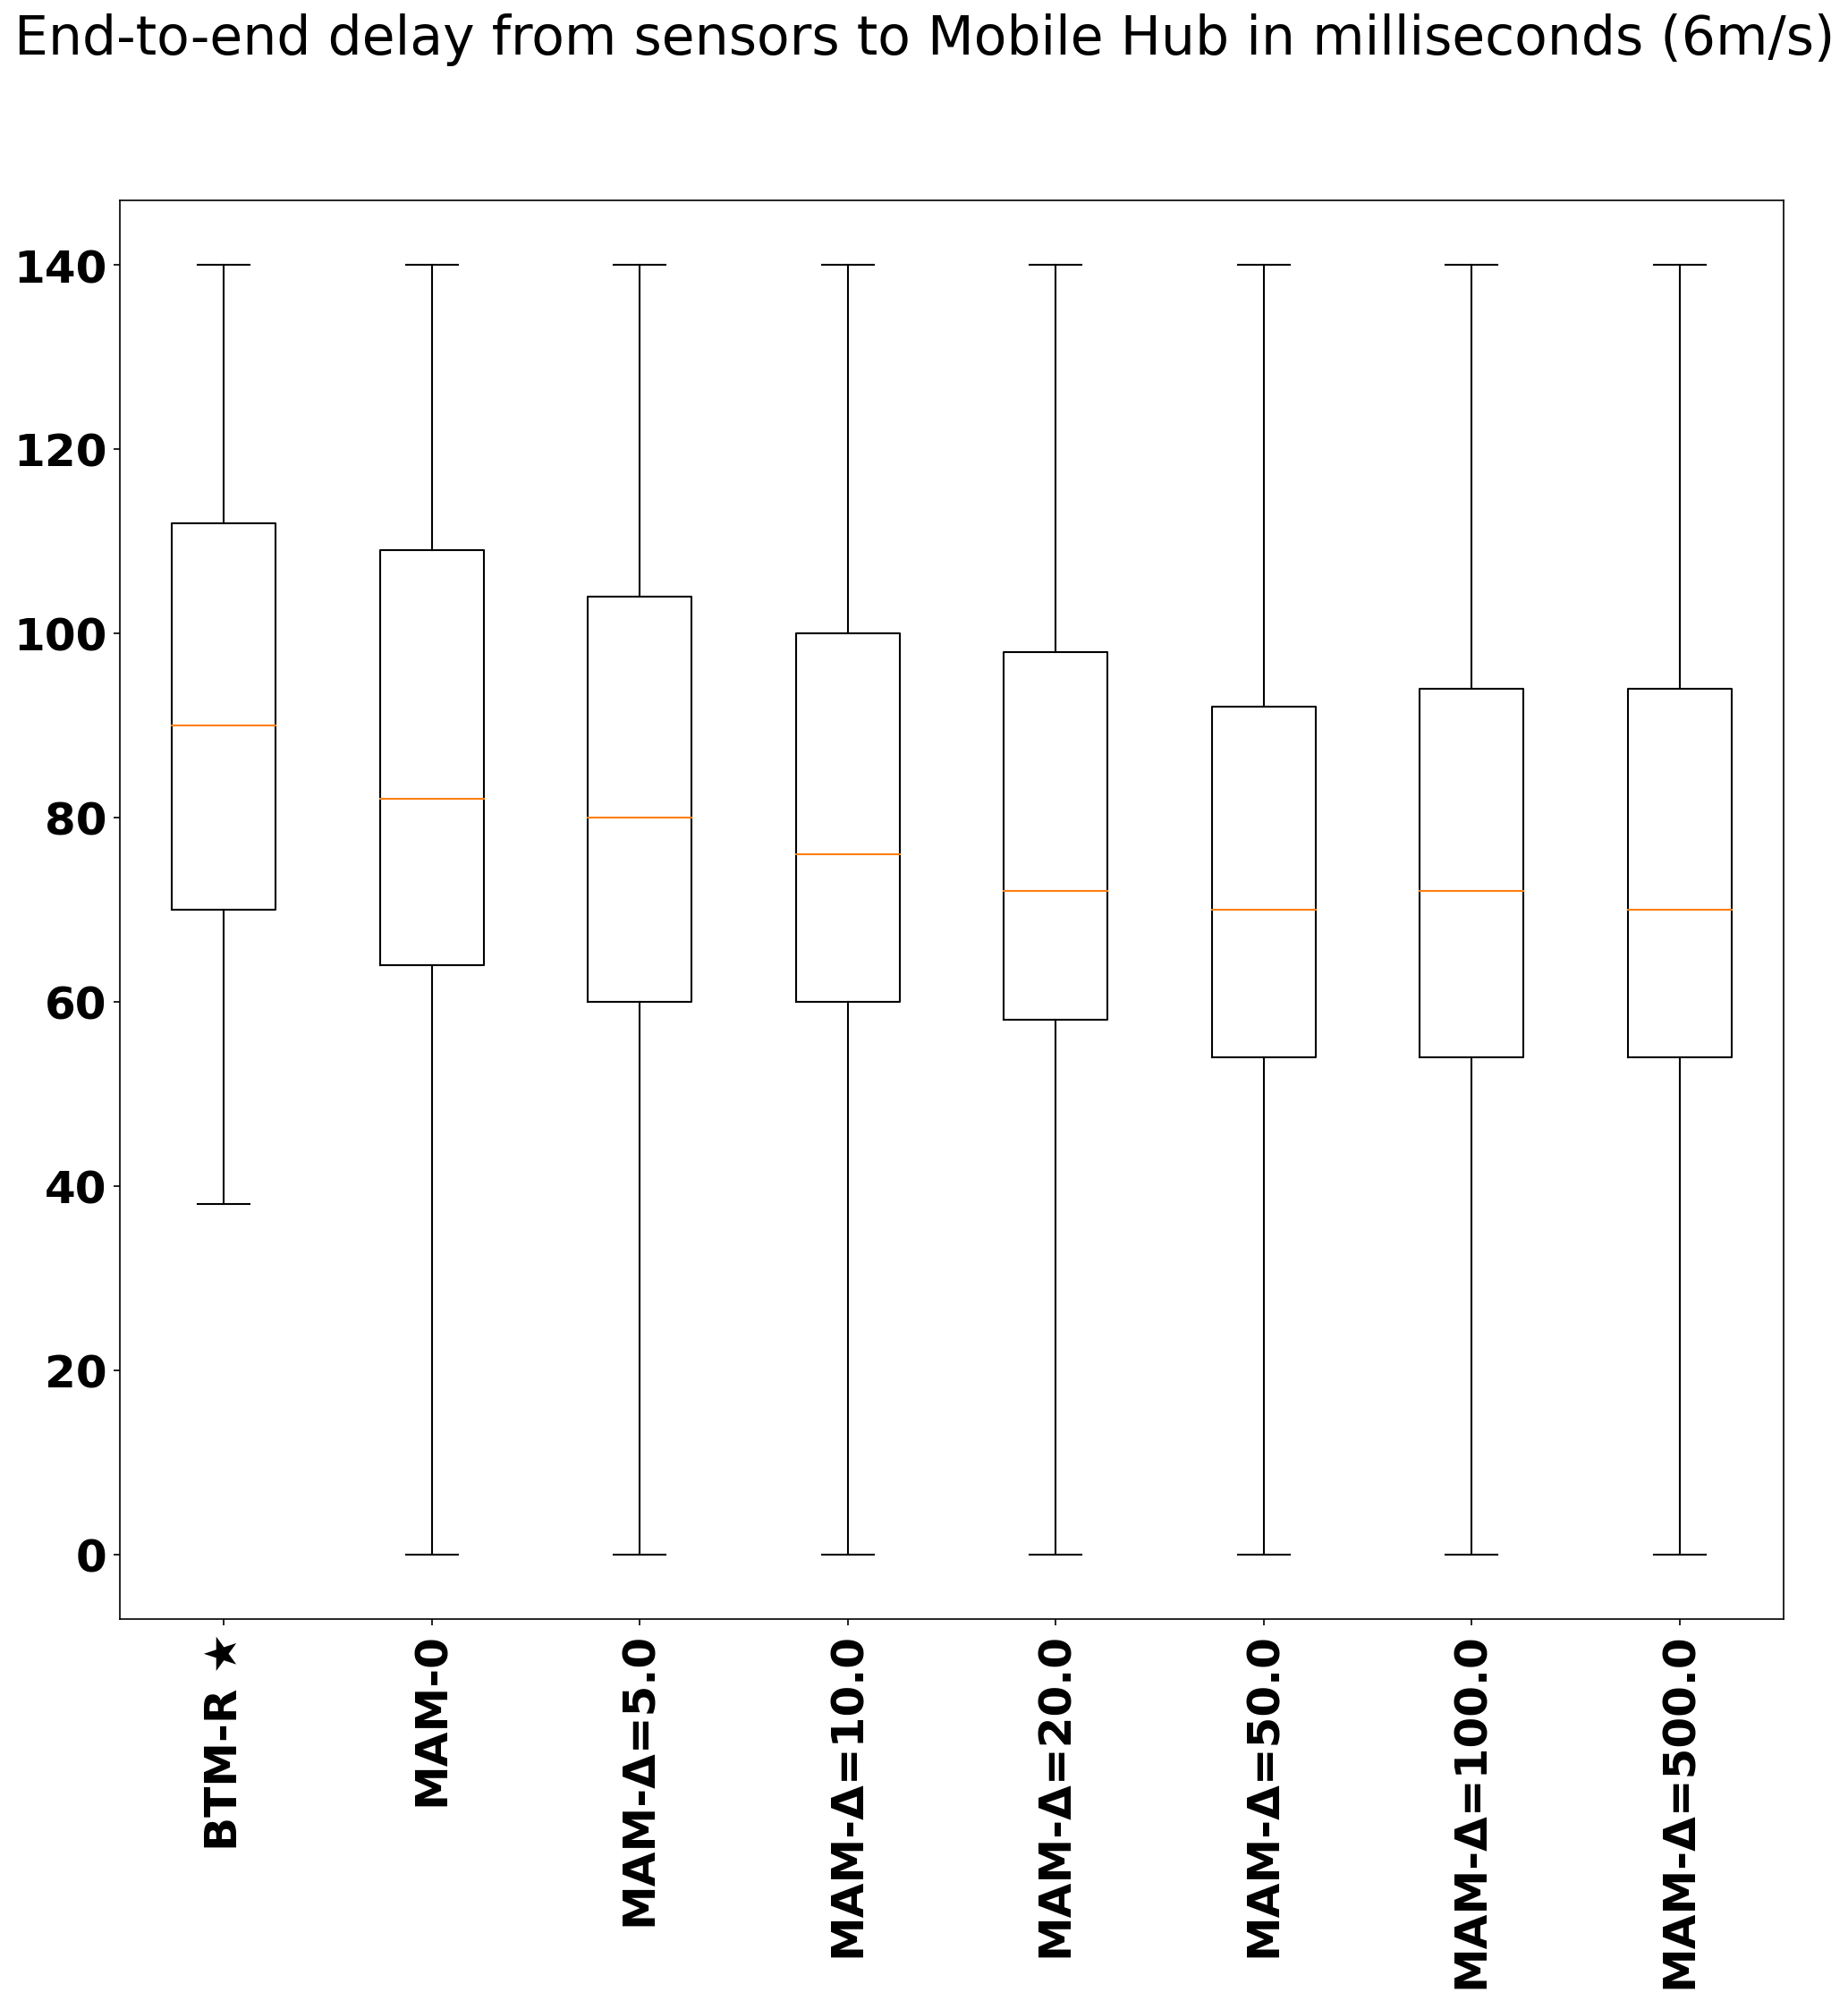 End-to-end delay from sensors to Mobile Hub in milliseconds (6m/s)
140
120
100
80
60
40
20
0
BTM-R ★
MAM-0
MAM-Δ=5.0
MAM-Δ=10.0
MAM-Δ=20.0
MAM-Δ=50.0
MAM-Δ=100.0
MAM-Δ=500.0